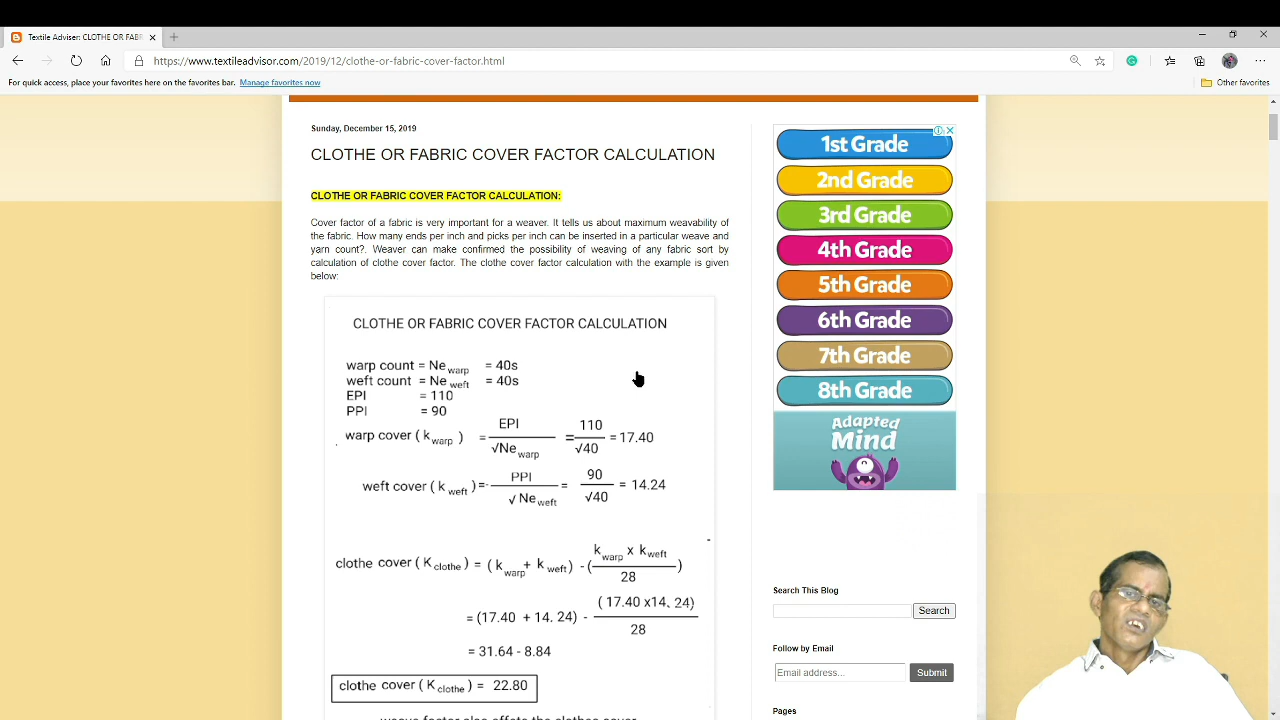 Textile Adviser: CLOTHE OR FABR
https://www.textileadvisor.com/2019/12/clothe-or-fabric-cover-factor.html
For quick access, place your favorites here on the favorites bar. Manage favorites now
Other favorites
Sunday, December 15, 2019
CLOTHE OR FABRIC COVER FACTOR CALCULATION
CLOTHE OR FABRIC COVER FACTOR CALCULATION:
Cover factor of a fabric is very important for a weaver. It tells us about maximum weavability of
the fabric. How many ends per inch and picks per inch can be inserted in a particular weave and
yarn count?. Weaver can make confirmed the possibility of weaving of any fabric sort by
calculation of clothe cover factor. The clothe cover factor calculation with the example is given
below:
CLOTHE OR FABRIC COVER FACTOR CALCULATION
warp count = Ne warp = 40s
weft count = Ne weft = 40s
EPI = 110
PPI = 90
warp cover ( k warp ) = EPI / √Ne warp = 110 / √40 = 17.40
weft cover ( k weft ) =- PPI / √ Ne weft = 90 / √40 = 14.24
clothe cover ( K clothe ) = ( k warp + k weft ) - ( k warp x k weft / 28 )
= (17.40 + 14. 24) - ( 17.40 x14、24) / 28
= 31.64 - 8.84
clothe cover ( K clothe ) = 22.80
weave factor also effets the clothes cover
1st Grade
2nd Grade
3rd Grade
4th Grade
5th Grade
6th Grade
7th Grade
8th Grade
Adapted
Mind
Search This Blog
Search
Follow by Email
Email address...
Submit
Pages